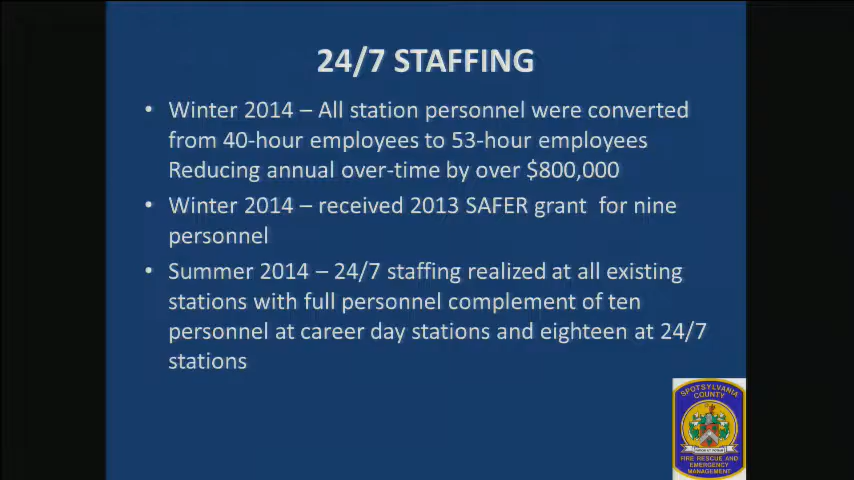 24/7 STAFFING
• Winter 2014 – All station personnel were converted
from 40-hour employees to 53-hour employees
Reducing annual over-time by over $800,000
• Winter 2014 – received 2013 SAFER grant for nine
personnel
• Summer 2014 – 24/7 staffing realized at all existing
stations with full personnel complement of ten
personnel at career day stations and eighteen at 24/7
stations
SPOTSYLVANIA
COUNTY
FIRE RESCUE AND
EMERGENCY
MANAGEMENT